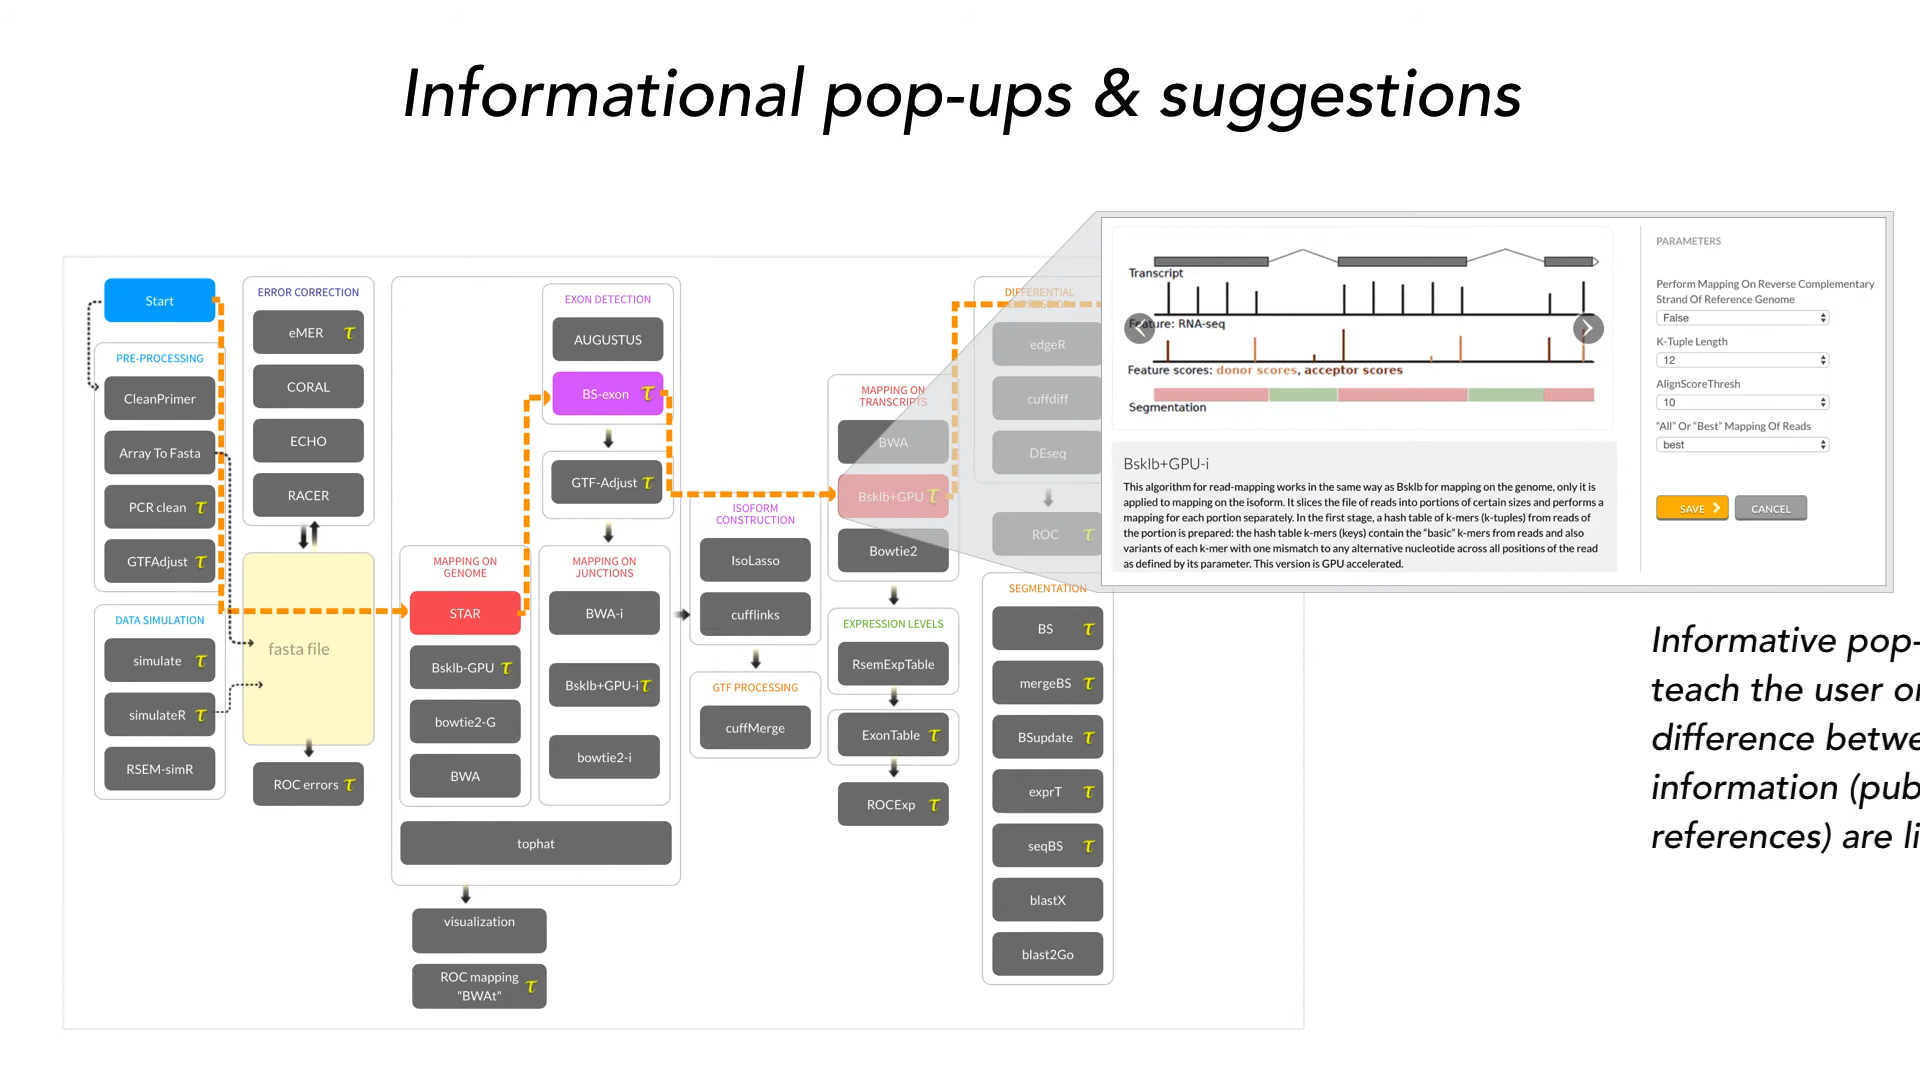 Informational pop-ups & suggestions
Start
PRE-PROCESSING
CleanPrimer
Array To Fasta
PCR clean τ
GTFAdjust τ
DATA SIMULATION
simulate τ
simulateR τ
RSEM-simR
ERROR CORRECTION
eMER τ
CORAL
ECHO
RACER
fasta file
ROC errors τ
MAPPING ON
GENOME
STAR
Bsklb-GPU τ
bowtie2-G
BWA
EXON DETECTION
AUGUSTUS
BS-exon τ
GTF-Adjust τ
MAPPING ON
JUNCTIONS
BWA-i
Bsklb+GPU-i τ
bowtie2-i
tophat
visualization
ROC mapping τ
"BWAt"
ISOFORM
CONSTRUCTION
IsoLasso
cufflinks
GTF PROCESSING
cuffMerge
MAPPING ON
TRANSCRIPTS
BWA
Bsklb+GPU τ
Bowtie2
EXPRESSION LEVELS
RsemExpTable
ExonTable τ
ROCExp τ
DIFFERENTIAL
edgeR
cuffdiff
DEseq
ROC τ
SEGMENTATION
BS τ
mergeBS τ
BSupdate τ
exprT τ
seqBS τ
blastX
blast2Go
Transcript
Feature: RNA-seq
Feature scores: donor scores, acceptor scores
Segmentation
Bsklb+GPU-i
This algorithm for read-mapping works in the same way as Bsklb for mapping on the genome, only it is
applied to mapping on the isoform. It slices the file of reads into portions of certain sizes and performs a
mapping for each portion separately. In the first stage, a hash table of k-mers (k-tuples) from reads of
the portion is prepared: the hash table k-mers (keys) contain the "basic" k-mers from reads and also
variants of each k-mer with one mismatch to any alternative nucleotide across all positions of the read
as defined by its parameter. This version is GPU accelerated.
PARAMETERS
Perform Mapping On Reverse Complementary
Strand Of Reference Genome
False
K-Tuple Length
12
AlignScoreThresh
10
"All" Or "Best" Mapping Of Reads
best
SAVE
CANCEL
Informative pop-
teach the user o
difference betwe
information (pub
references) are li